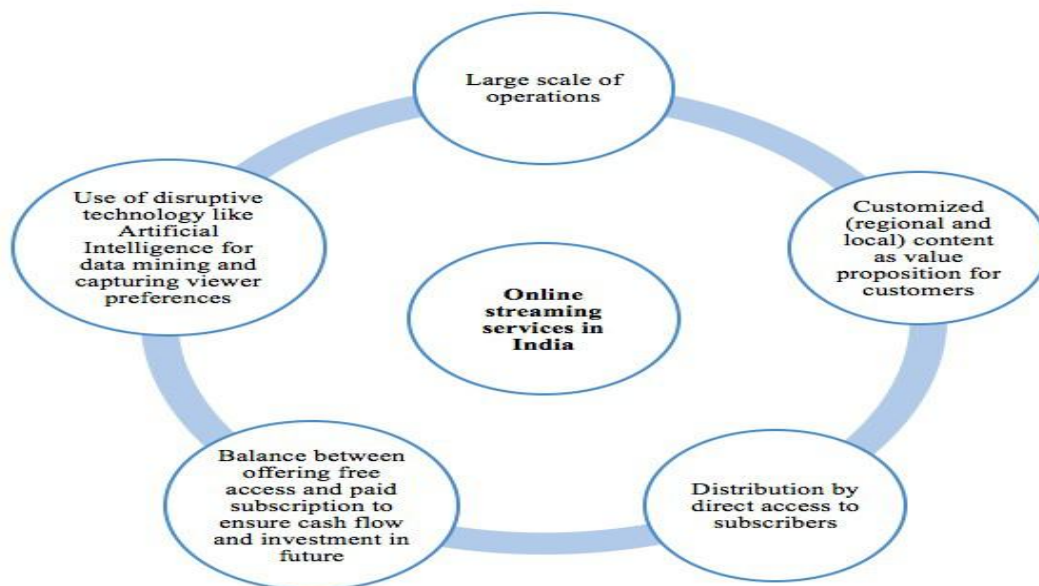 Large scale of
operations
Customized
(regional and
local) content
as value
proposition for
customers
Distribution by
direct access to
subscribers
Balance between
offering free
access and paid
subscription to
ensure cash flow
and investment in
future
Use of disruptive
technology like
Artificial
Intelligence for
data mining and
capturing viewer
preferences
Online
streaming
services in
India